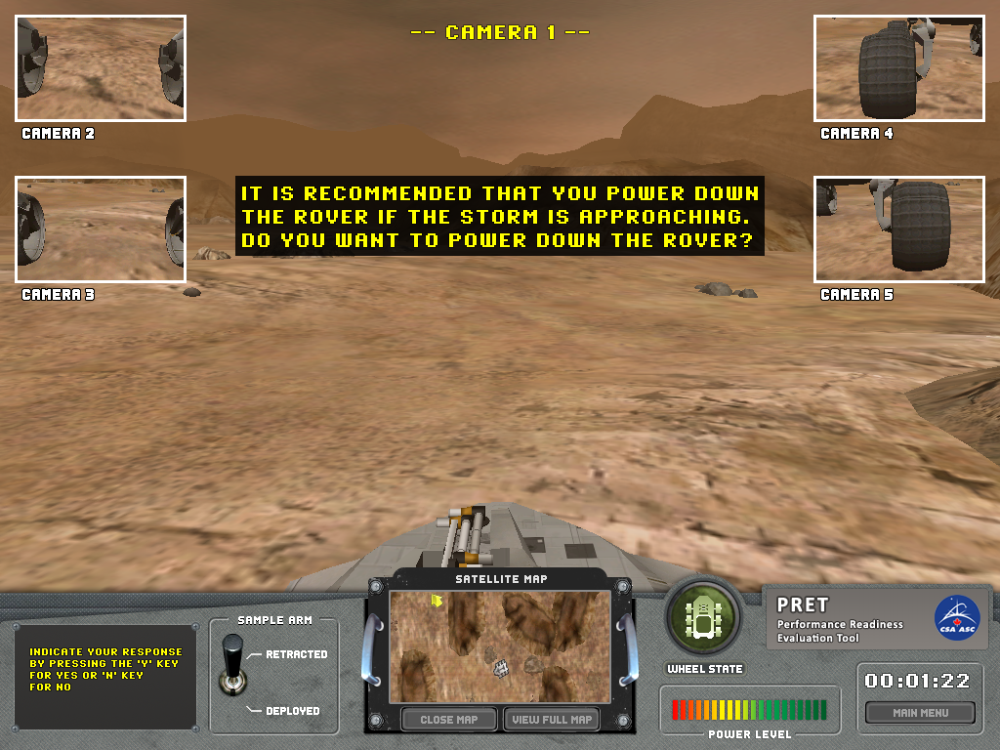 -- CAMERA 1 --
CAMERA 2
CAMERA 4
IT IS RECOMMENDED THAT YOU POWER DOWN
THE ROVER IF THE STORM IS APPROACHING.
DO YOU WANT TO POWER DOWN THE ROVER?
CAMERA 3
CAMERA 5
INDICATE YOUR RESPONSE
BY PRESSING THE 'Y' KEY
FOR YES OR 'N' KEY
FOR NO
SAMPLE ARM
RETRACTED
DEPLOYED
SATELLITE MAP
CLOSE MAP
VIEW FULL MAP
WHEEL STATE
POWER LEVEL
PRET
Performance Readiness
Evaluation Tool
CSA ASC
00:01:22
MAIN MENU